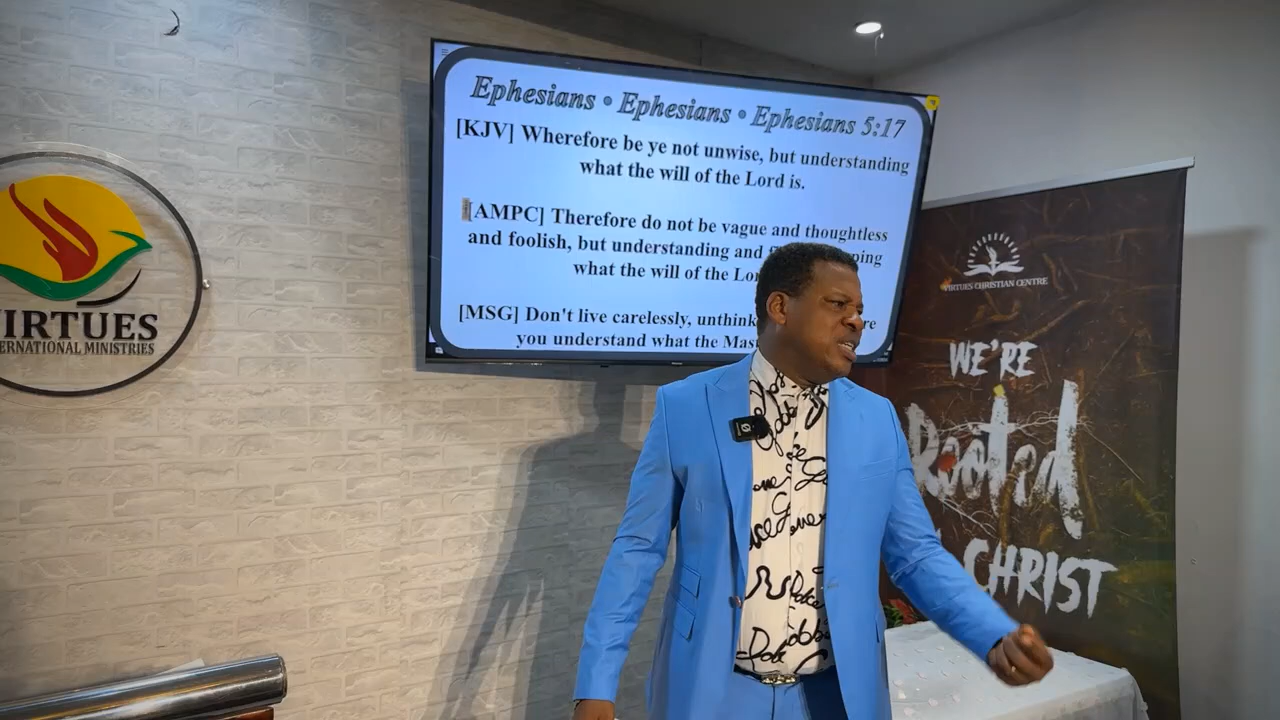 Ephesians • Ephesians • Ephesians 5:17
[KJV] Wherefore be ye not unwise, but understanding
what the will of the Lord is.
[AMPC] Therefore do not be vague and thoughtless
and foolish, but understanding and
what the will of the
[MSG] Don't live carelessly,
you understand what the
VIRTUES
ERNATIONAL MINISTRIES
VIRTUES CHRISTIAN CENTRE
WE'RE
Rooted
CHRIST